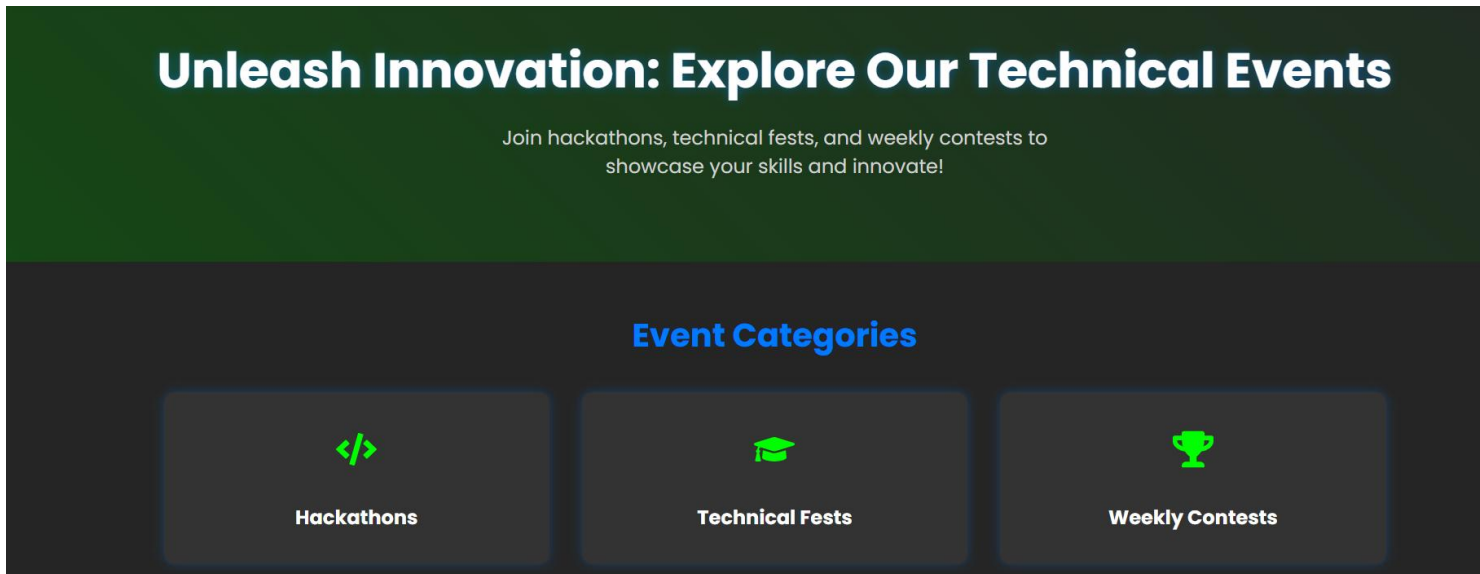 Unleash Innovation: Explore Our Technical Events
Join hackathons, technical fests, and weekly contests to
showcase your skills and innovate!
Event Categories
Hackathons
Technical Fests
Weekly Contests